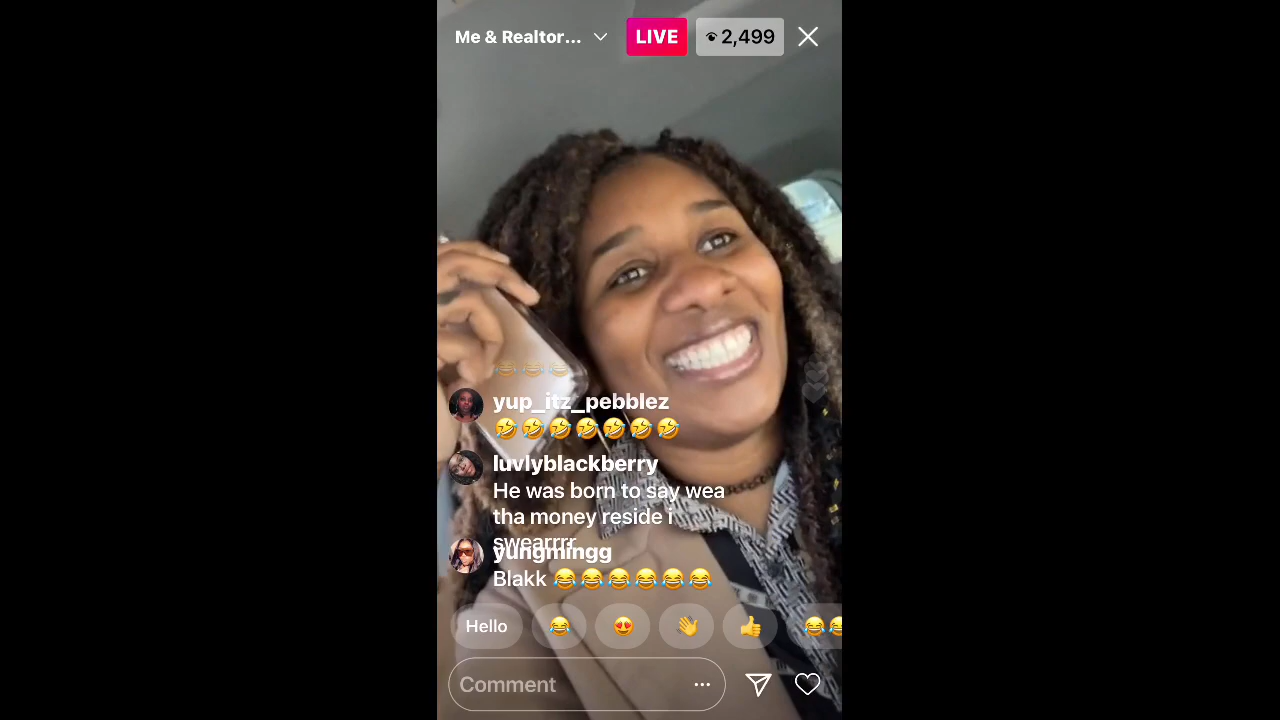 Me & Realtor...
LIVE
2,499
yup_itz_pebblez
🤣🤣🤣🤣🤣🤣🤣
luvlyblackberry
He was born to say wea
tha money reside i
swearrrr
yungmingg
Blakk 😂😂😂😂😂😂
Hello
Comment